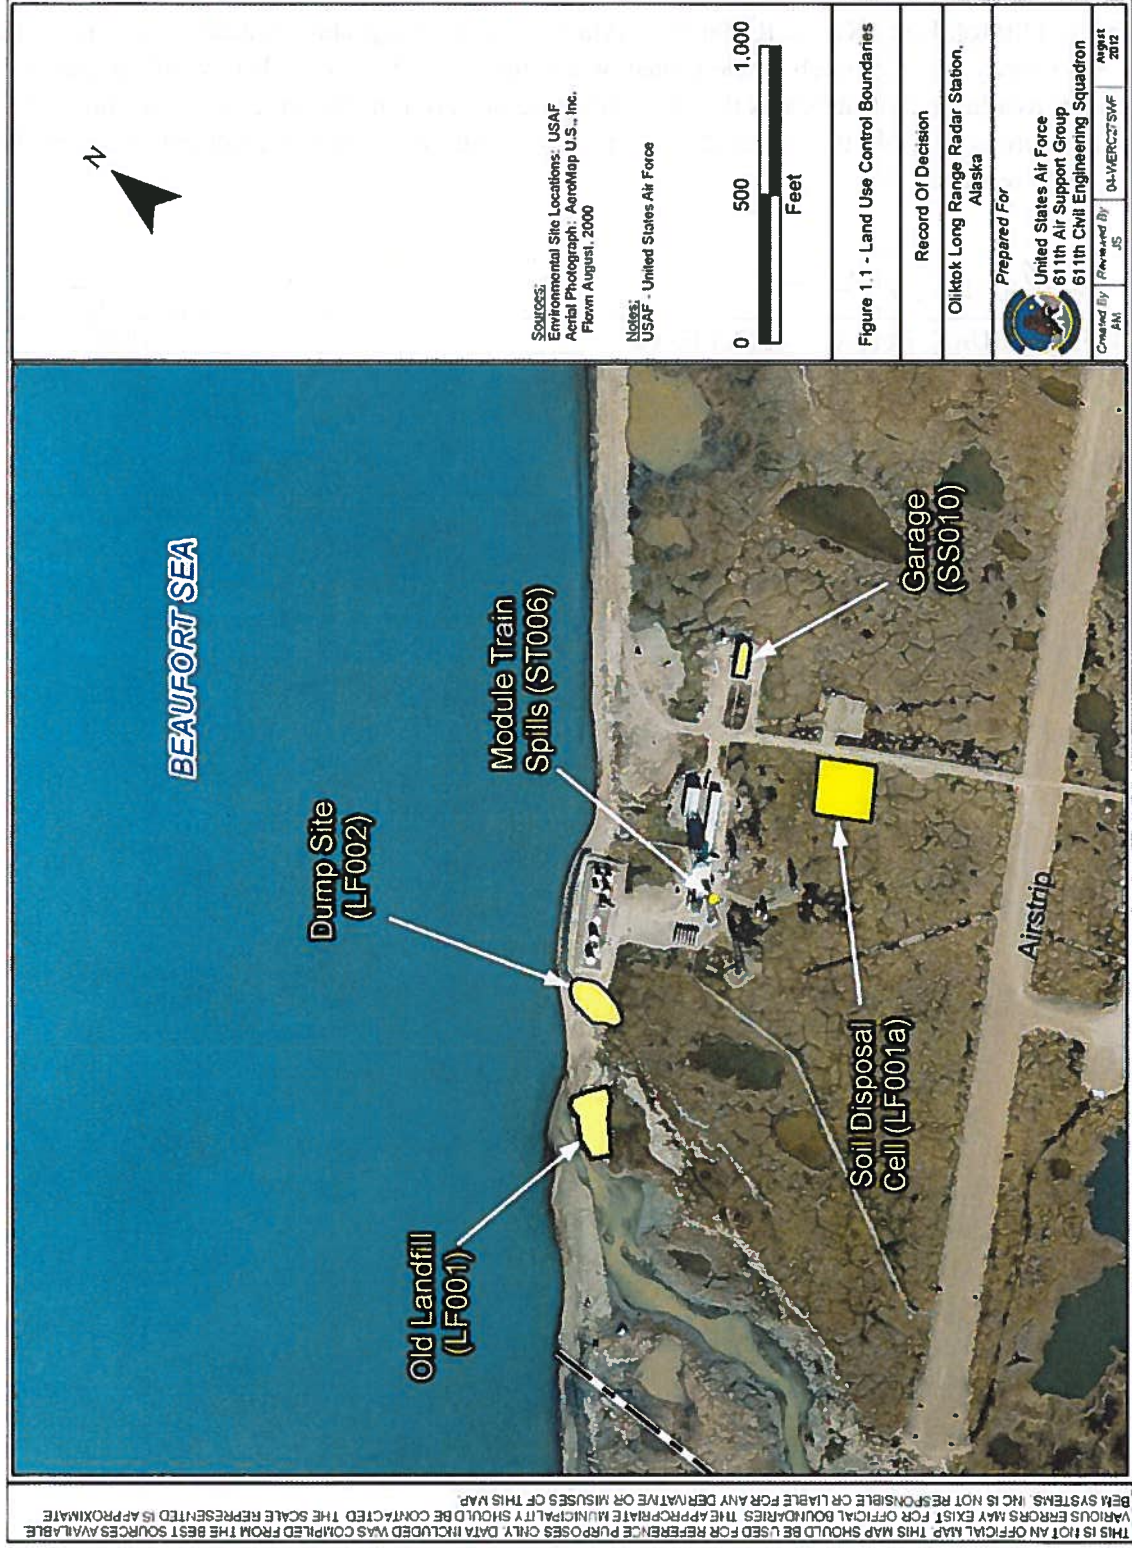 BEAUFORT SEA
Old Landfill
(LF001)
Dump Site
(LF002)
Module Train
Spills (ST006)
Soil Disposal
Cell (LF001a)
Garage
(SS010)
Airstrip
N
Sources:
Environmental Site Locations: USAF
Aerial Photograph: AeroMap U.S., Inc.
Flown August, 2000
Notes:
USAF - United States Air Force
0 500 1,000
Feet
Figure 1.1 - Land Use Control Boundaries
Record Of Decision
Oliktok Long Range Radar Station,
Alaska
Prepared For
United States Air Force
611th Air Support Group
611th Civil Engineering Squadron
Created By
AM
Reviewed By
JS
04-WERC27SWF
August
2012
THIS IS NOT AN OFFICIAL MAP. THIS MAP SHOULD BE USED FOR REFERENCE PURPOSES ONLY. DATA INCLUDED WAS COMPILED FROM THE BEST SOURCES AVAILABLE
VARIOUS ERRORS MAY EXIST FOR OFFICIAL BOUNDARIES THE APPROPRIATE MUNICIPALITY SHOULD BE CONTACTED THE SCALE REPRESENTED IS APPROXIMATE
BEM SYSTEMS, INC IS NOT RESPONSIBLE OR LIABLE FOR ANY DERIVATIVE OR MISUSES OF THIS MAP.